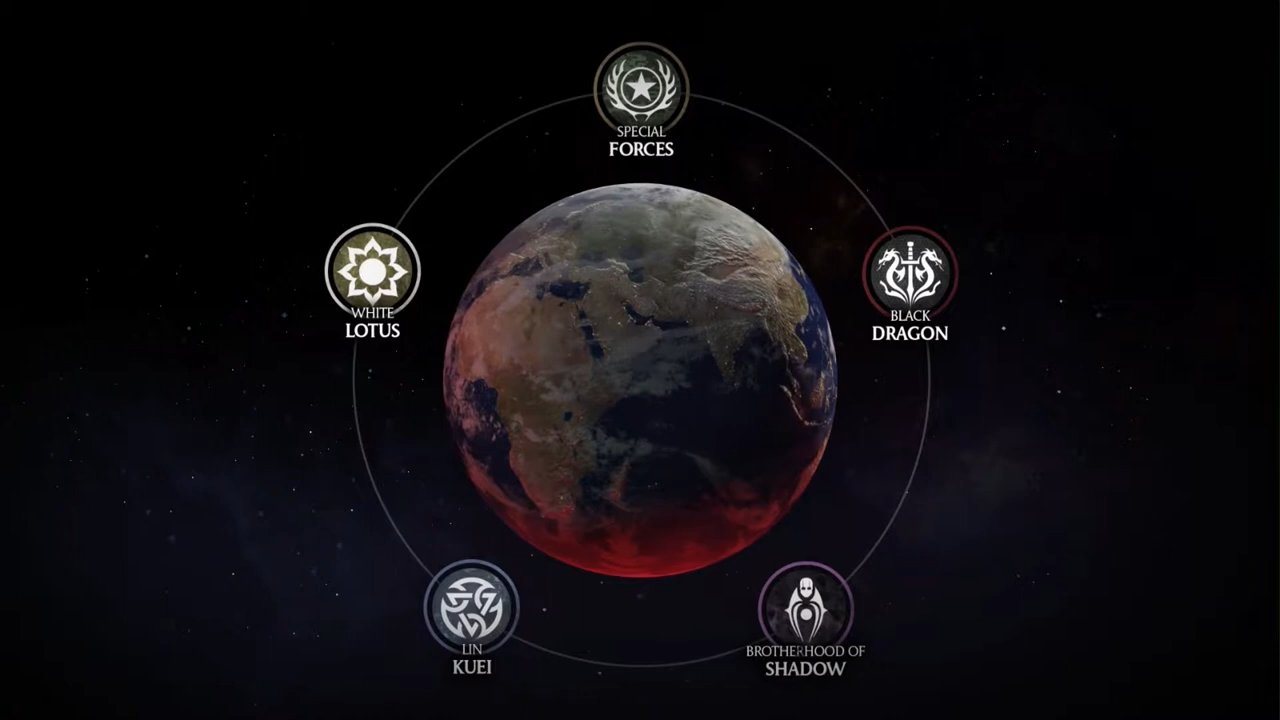 SPECIAL
FORCES
WHITE
LOTUS
BLACK
DRAGON
LIN
KUEI
BROTHERHOOD OF
SHADOW